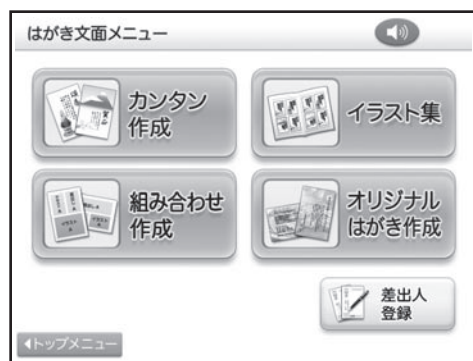 はがき文面メニュー
カンタン
作成
イラスト集
組み合わせ
作成
オリジナル
はがき作成
差出人
登録
トップメニュー